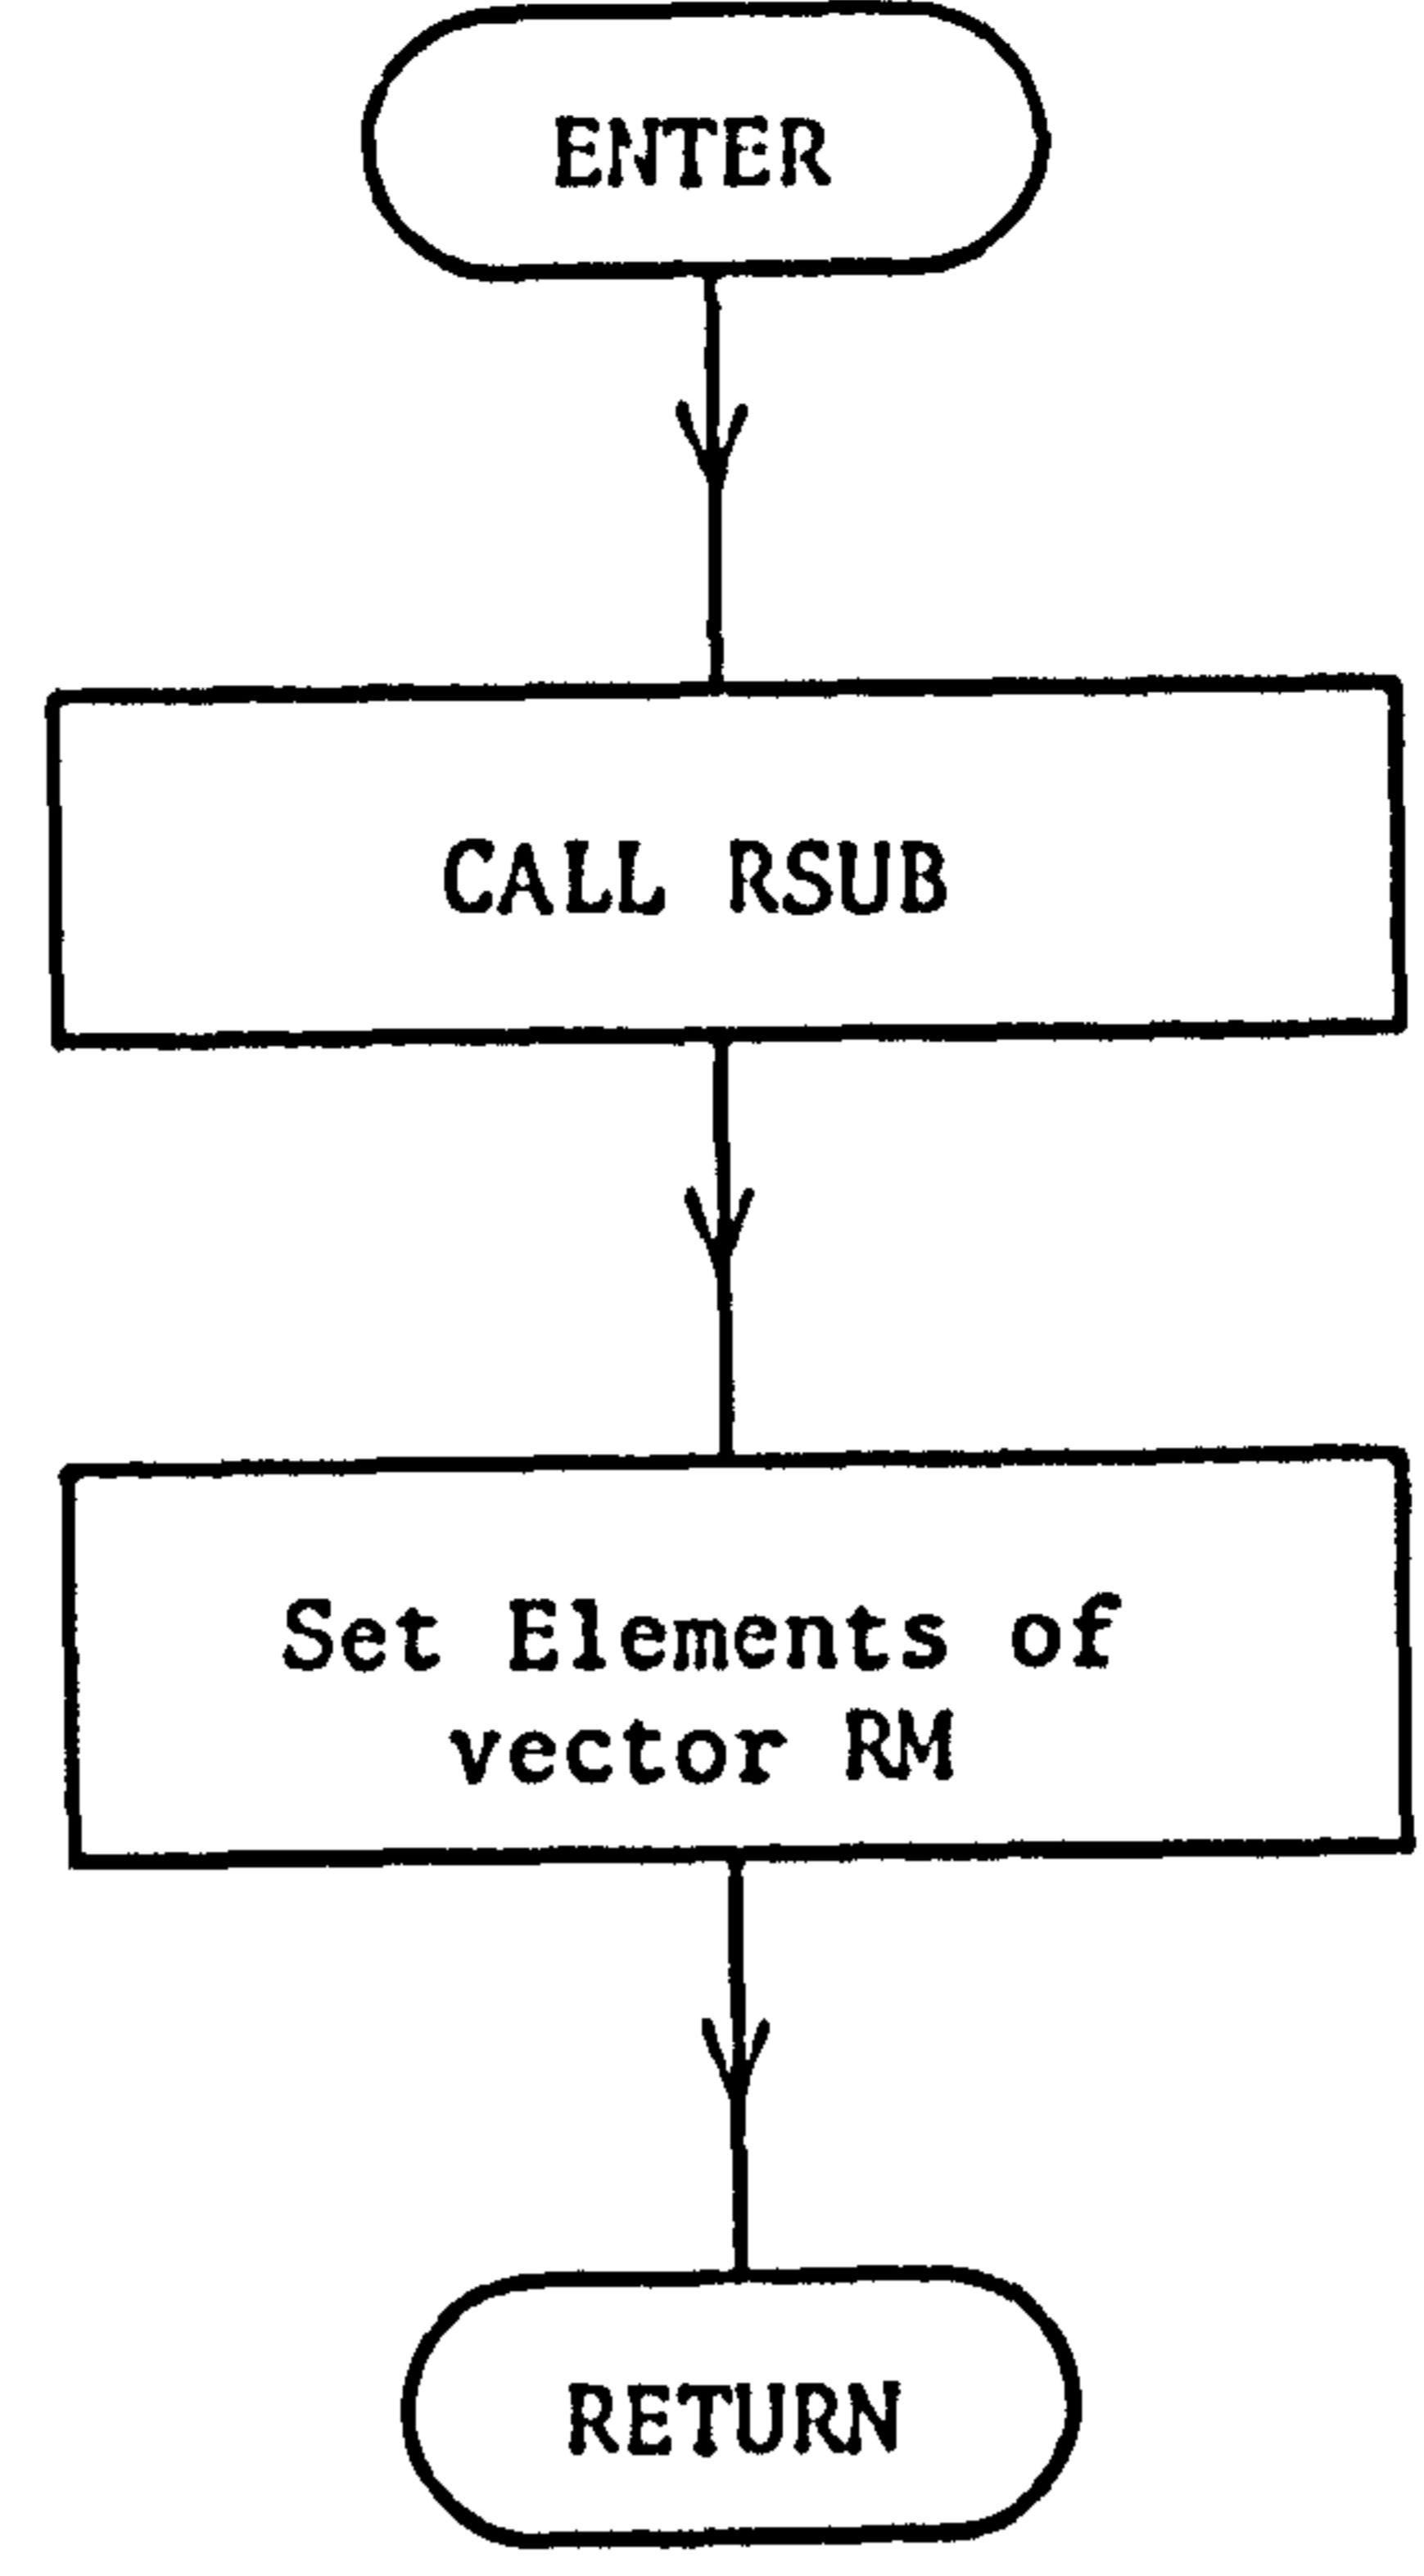 ENTER
CALL RSUB
Set Elements of
vector RM
RETURN